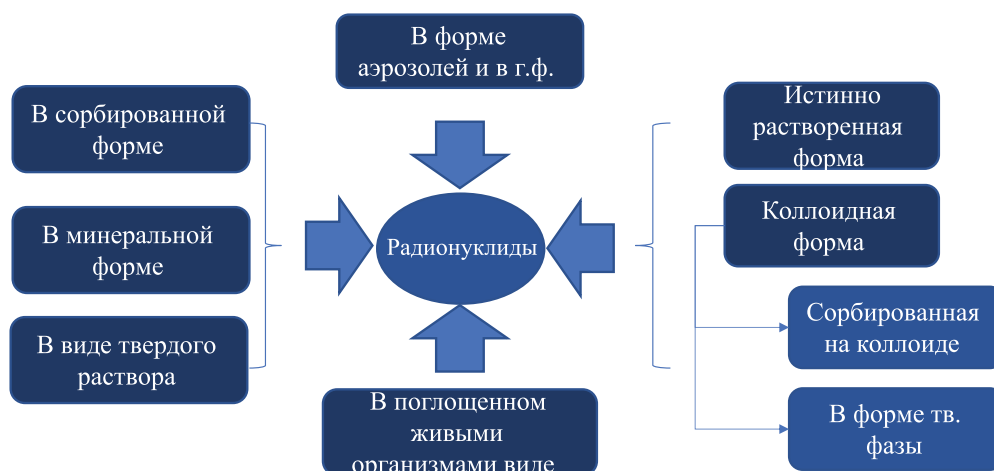 В форме
аэрозолей и в г.ф.
В сорбированной
форме
В минеральной
форме
В виде твердого
раствора
Радионуклиды
В поглощенном
живыми
организмами виде
Истинно
растворенная
форма
Коллоидная
форма
Сорбированная
на коллоиде
В форме тв.
фазы